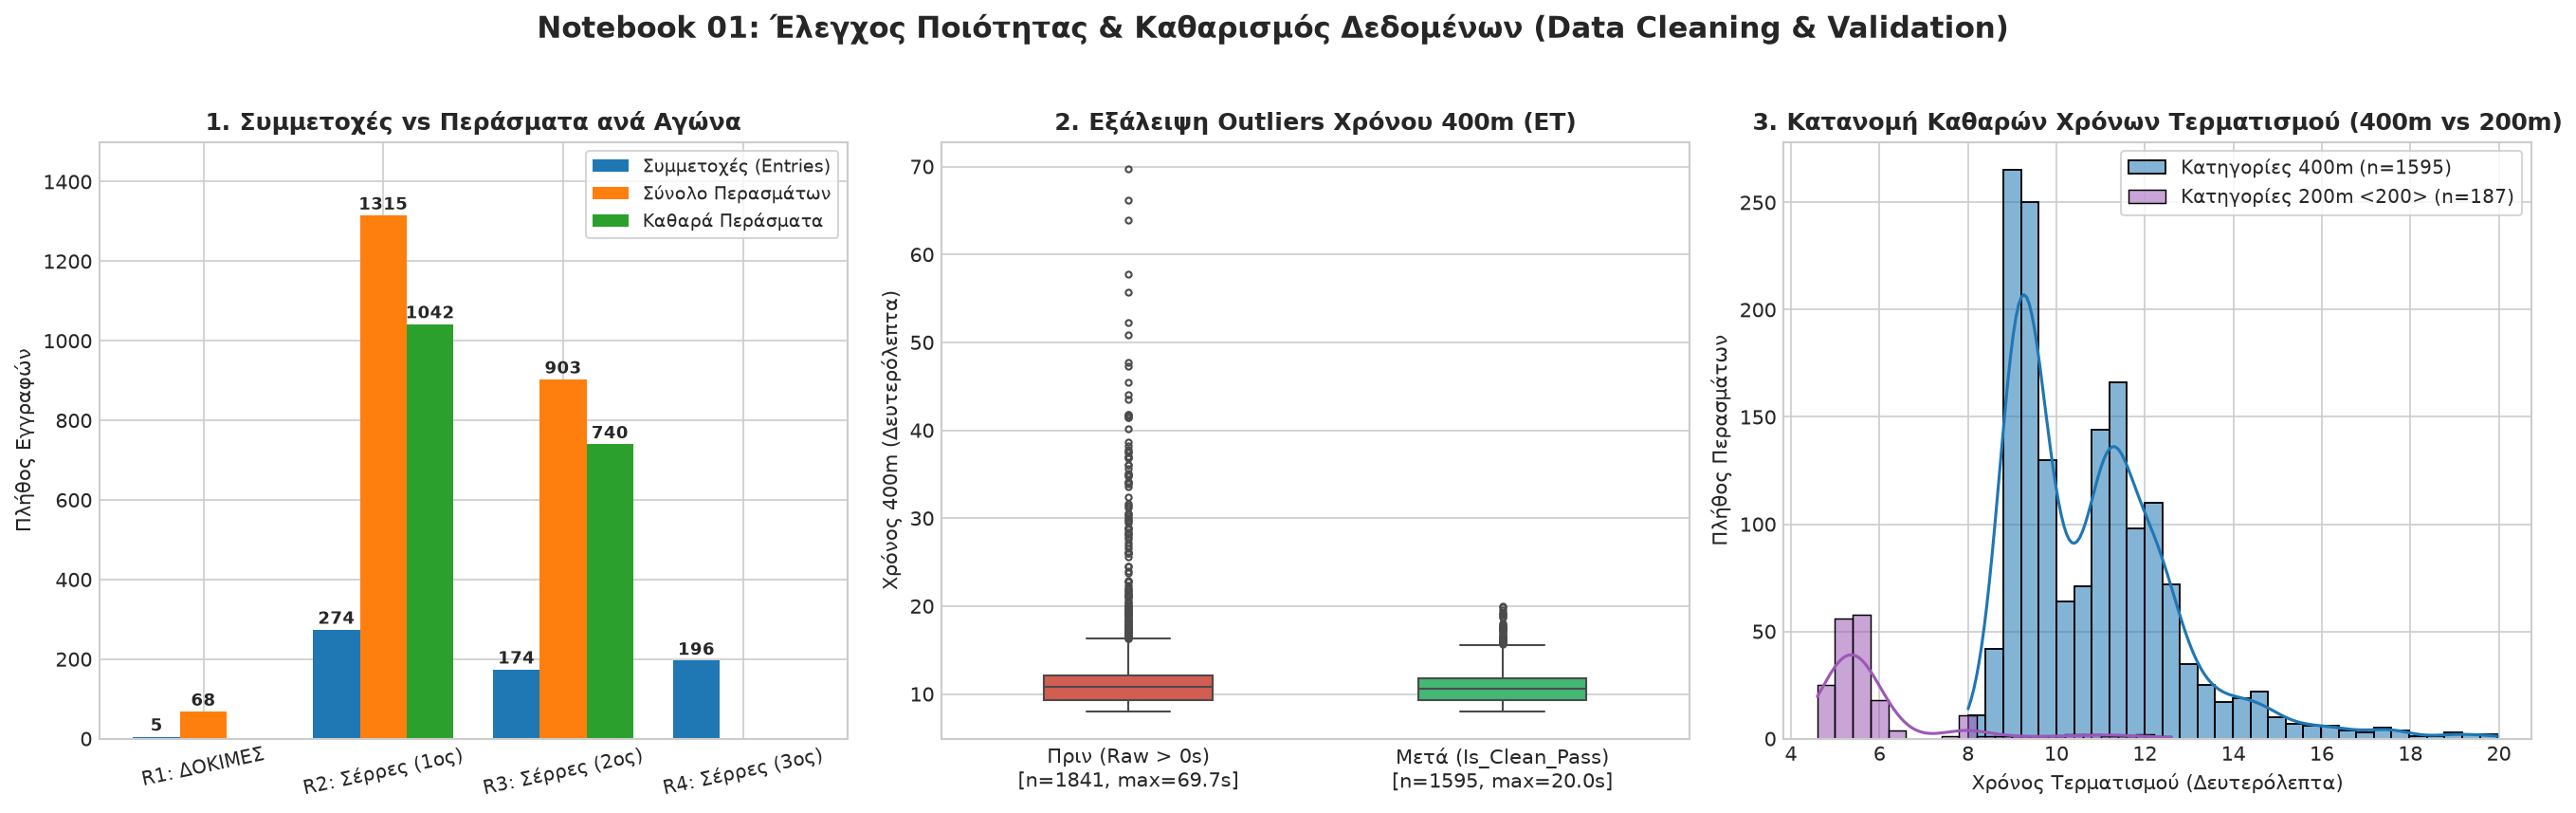 Notebook 01: Έλεγχος Ποιότητας & Καθαρισμός Δεδομένων (Data Cleaning & Validation)
1. Συμμετοχές vs Περάσματα ανά Αγώνα
Συμμετοχές (Entries)
Σύνολο Περασμάτων
Καθαρά Περάσματα
Πλήθος Εγγραφών
1400
1200
1000
800
600
400
200
0
5
68
274
1315
1042
174
903
740
196
R1: ΔΟΚΙΜΕΣ
R2: Σέρρες (1ος)
R3: Σέρρες (2ος)
R4: Σέρρες (3ος)
2. Εξάλειψη Outliers Χρόνου 400m (ET)
Χρόνος 400m (Δευτερόλεπτα)
70
60
50
40
30
20
10
Πριν (Raw > 0s)
[n=1841, max=69.7s]
Μετά (Is_Clean_Pass)
[n=1595, max=20.0s]
3. Κατανομή Καθαρών Χρόνων Τερματισμού (400m vs 200m)
Κατηγορίες 400m (n=1595)
Κατηγορίες 200m <200> (n=187)
Πλήθος Περασμάτων
250
200
150
100
50
0
4 6 8 10 12 14 16 18 20
Χρόνος Τερματισμού (Δευτερόλεπτα)